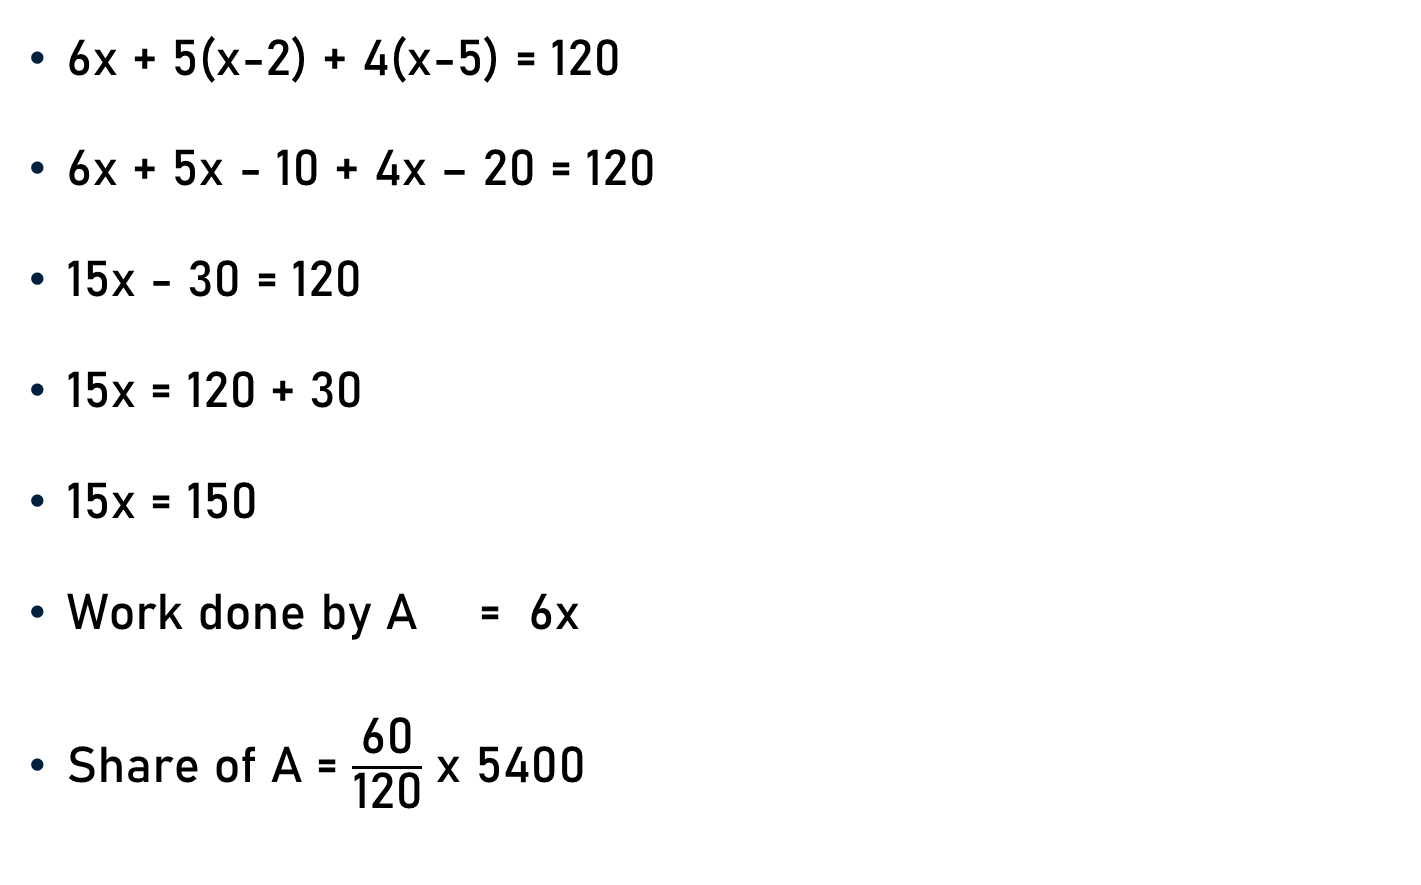 • 6x + 5(x-2) + 4(x-5) = 120
• 6x + 5x - 10 + 4x – 20 = 120
• 15x - 30 = 120
• 15x = 120 + 30
• 15x = 150
• Work done by A = 6x
• Share of A = 60/120 x 5400